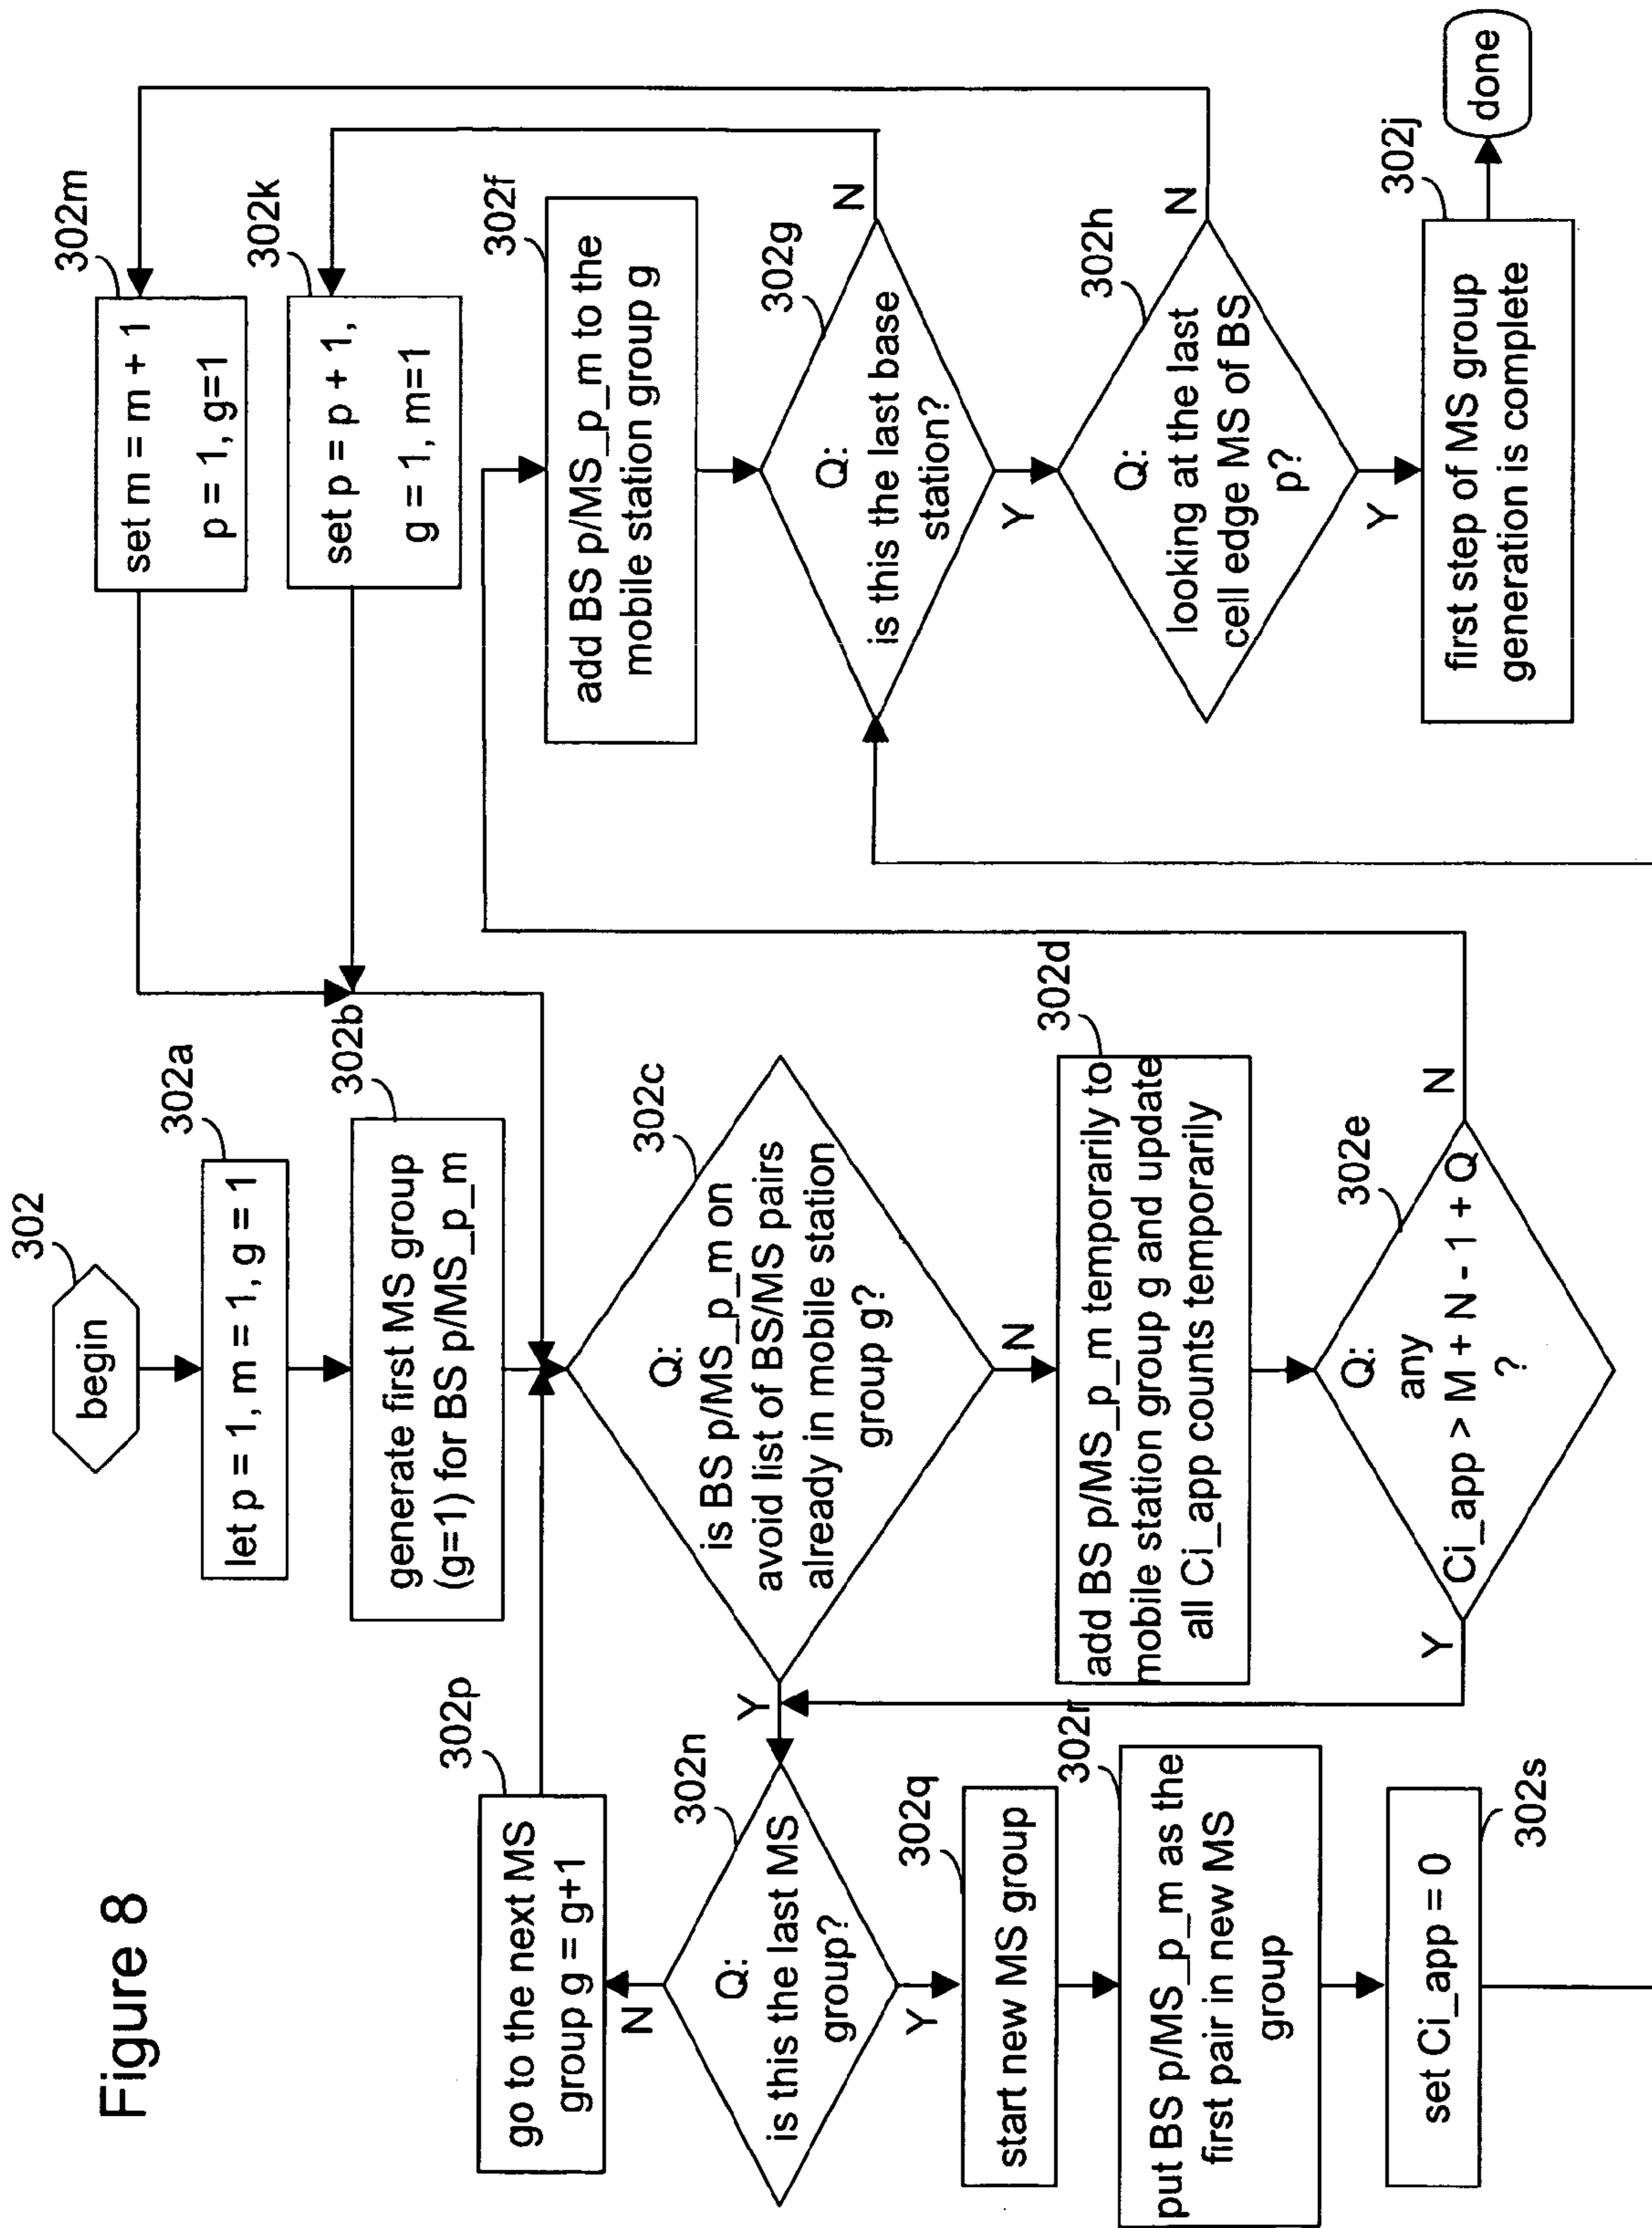 Figure 8
302
begin
302a
let p = 1, m = 1, g = 1
302b
generate first MS group
(g=1) for BS p/MS_p_m
302c
Q:
is BS p/MS_p_m on
avoid list of BS/MS pairs
already in mobile station
group g?
Y
N
302d
add BS p/MS_p_m temporarily to
mobile station group g and update
all Ci_app counts temporarily
302e
Q:
any
Ci_app > M + N - 1 + Q
?
Y
N
302p
go to the next MS
group g = g+1
302n
Q:
is this the last MS
group?
N
Y
302q
start new MS group
302r
put BS p/MS_p_m as the
first pair in new MS
group
302s
set Ci_app = 0
302m
set m = m + 1
p = 1, g=1
302k
set p = p + 1,
g = 1, m=1
302f
add BS p/MS_p_m to the
mobile station group g
302g
Q:
is this the last base
station?
N
Y
302h
Q:
looking at the last
cell edge MS of BS
p?
N
Y
302j
first step of MS group
generation is complete
done